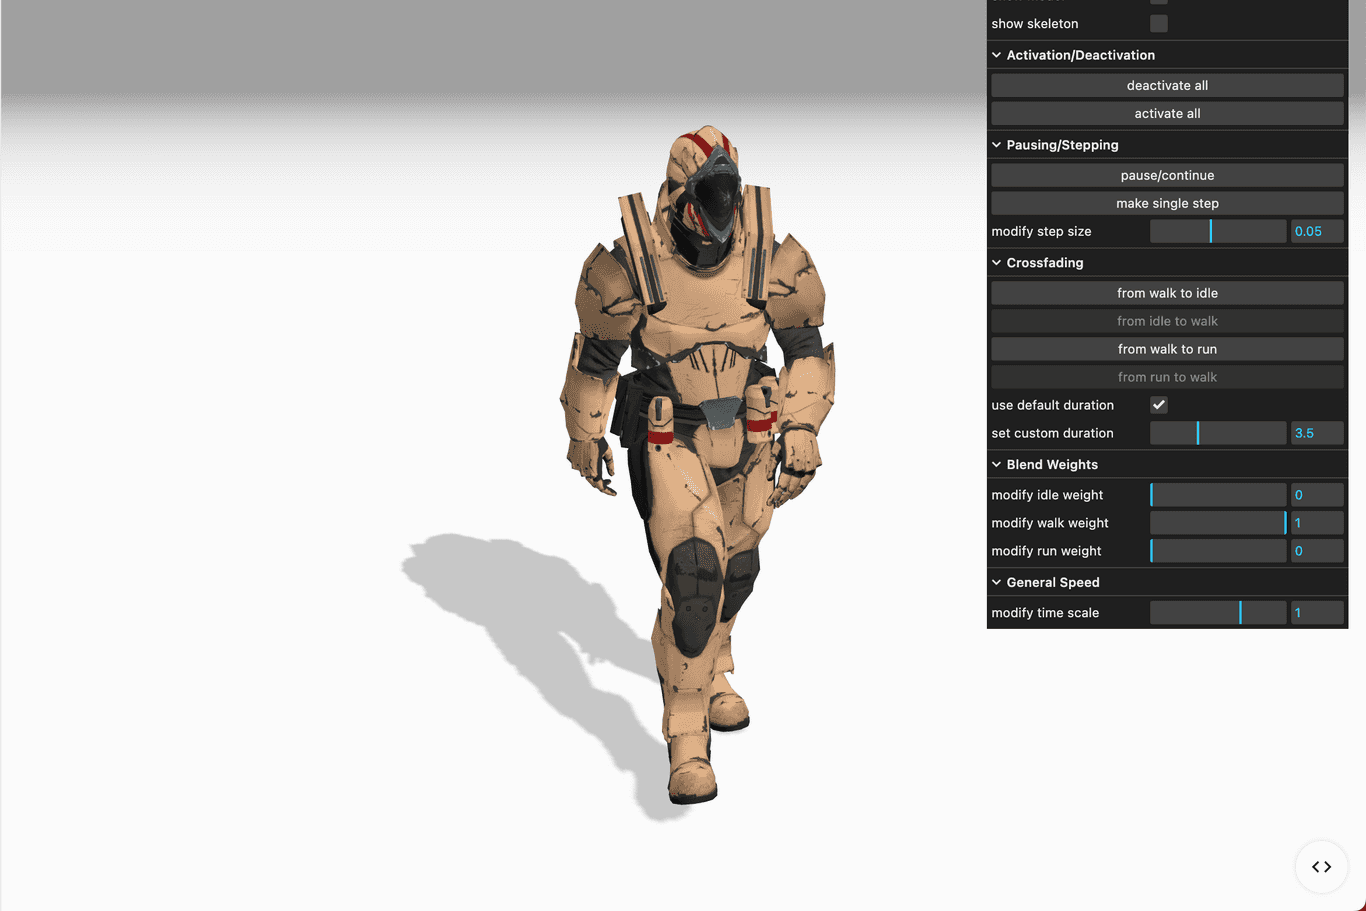 show skeleton
Activation/Deactivation
deactivate all
activate all
Pausing/Stepping
pause/continue
make single step
modify step size 0.05
Crossfading
from walk to idle
from idle to walk
from walk to run
from run to walk
use default duration
set custom duration 3.5
Blend Weights
modify idle weight 0
modify walk weight 1
modify run weight 0
General Speed
modify time scale 1